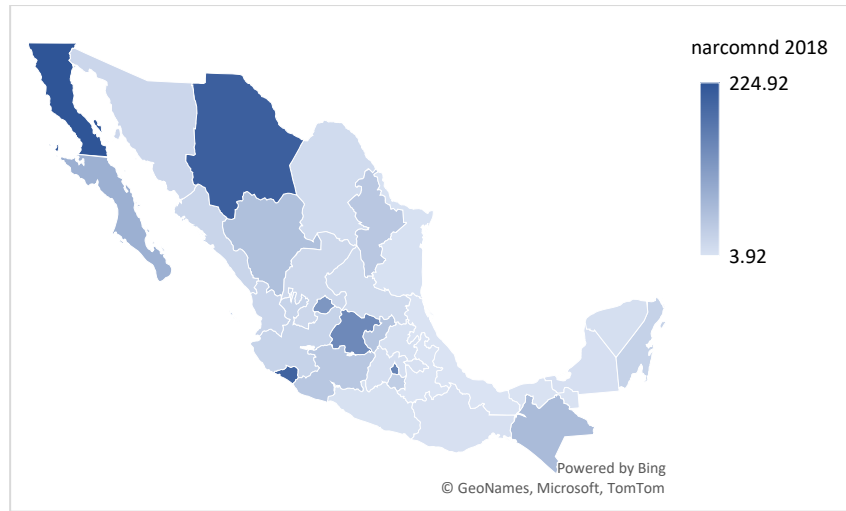 narcomnd 2018
224.92
3.92
Powered by Bing
© GeoNames, Microsoft, TomTom